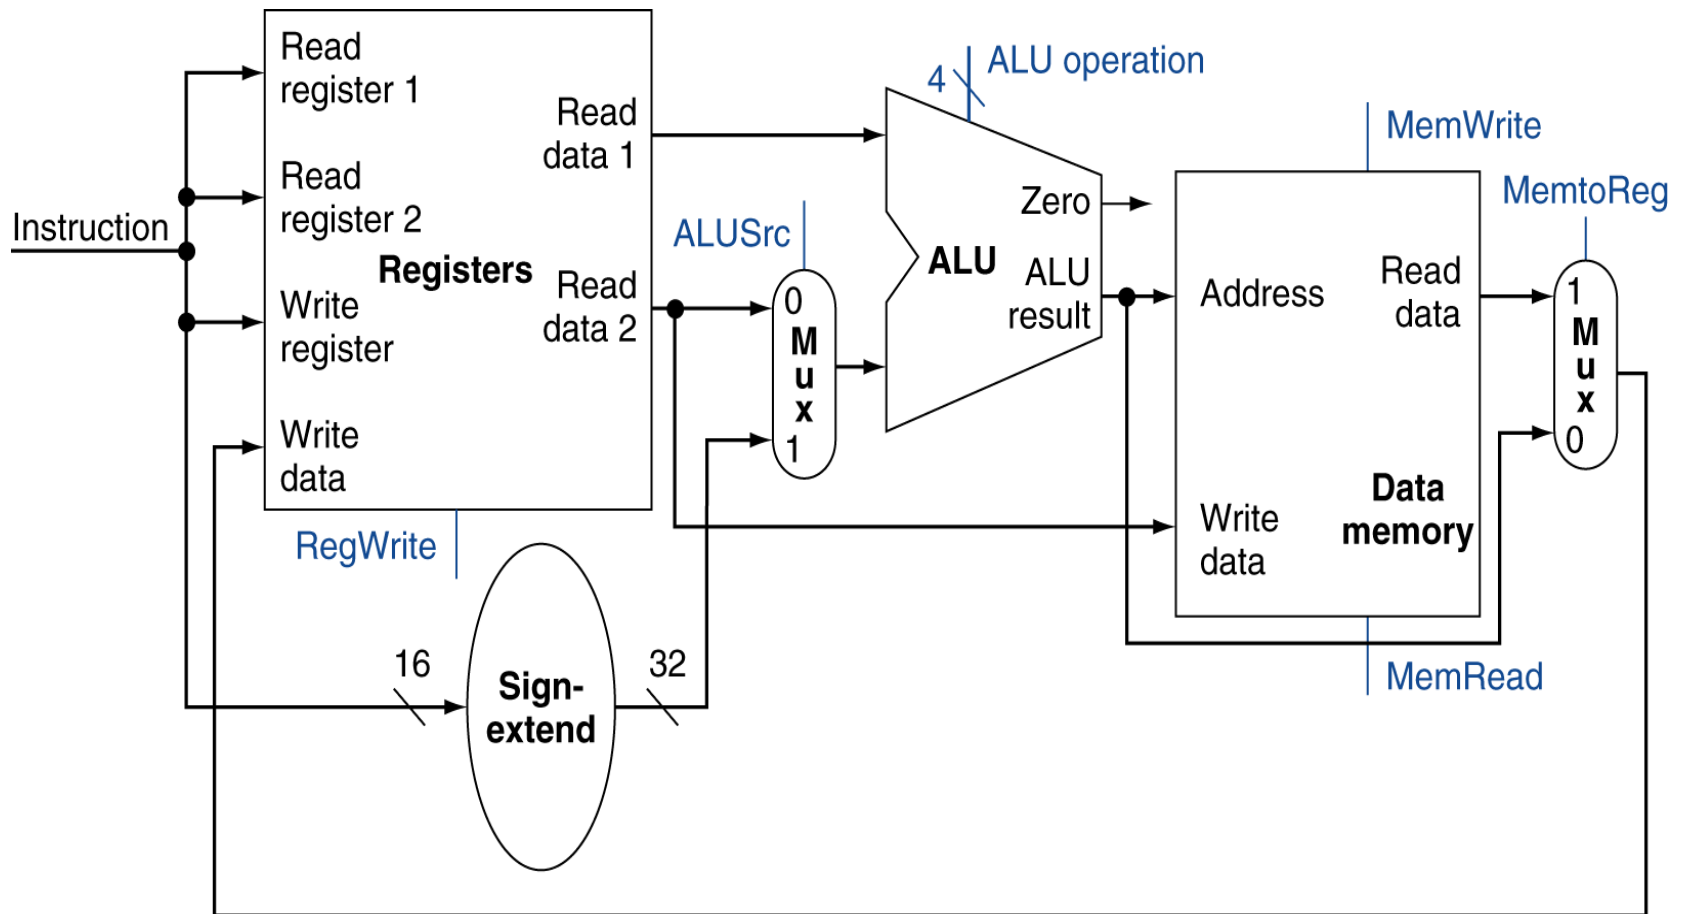 Instruction
Read
register 1
Read
register 2
Registers
Write
register
Write
data
Read
data 1
Read
data 2
RegWrite
16
Sign-
extend
32
ALUSrc
0
M
u
x
1
4
ALU operation
Zero
ALU
ALU
result
MemWrite
Address
Read
data
Write
data
Data
memory
MemRead
MemtoReg
1
M
u
x
0